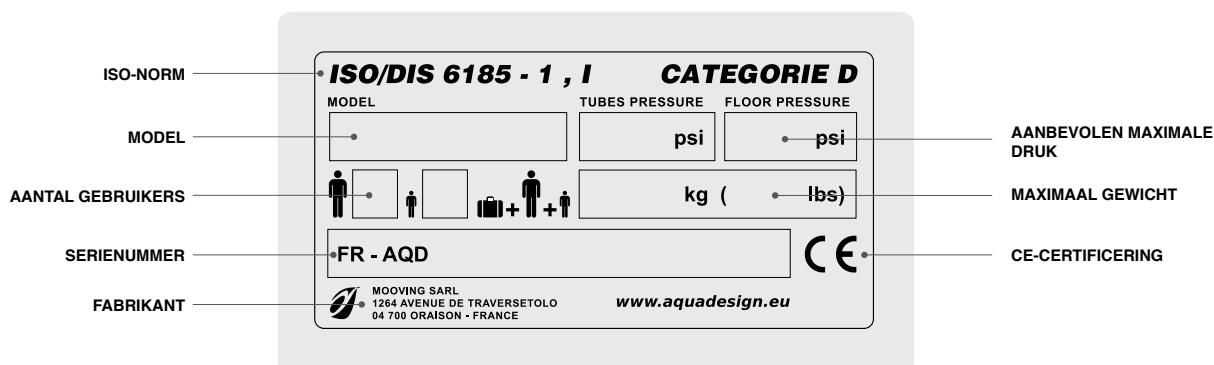 ISO-NORM
ISO/DIS 6185 - 1 , I CATEGORIE D
MODEL TUBES PRESSURE FLOOR PRESSURE
MODEL
psi
psi
AANBEVOLEN MAXIMALE
DRUK
AANTAL GEBRUIKERS
+ +
kg ( lbs)
MAXIMAAL GEWICHT
SERIENUMMER
FR - AQD
CE
CE-CERTIFICERING
FABRIKANT
MOOVING SARL
1264 AVENUE DE TRAVERSETOLO
04 700 ORAISON - FRANCE
www.aquadesign.eu